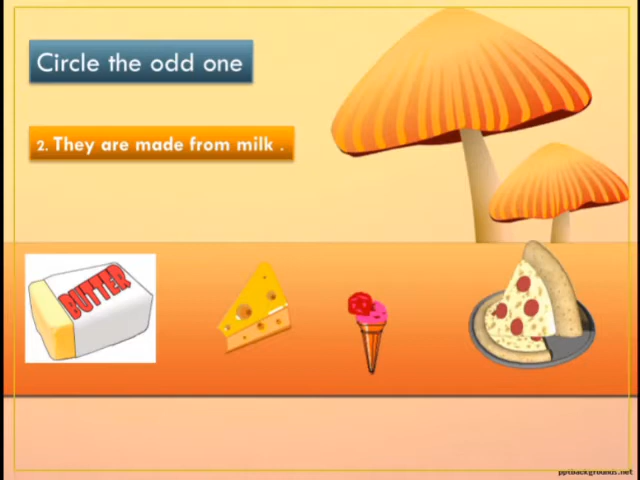 Circle the odd one
2. They are made from milk .
BUTTER
pptbackgrounds.net